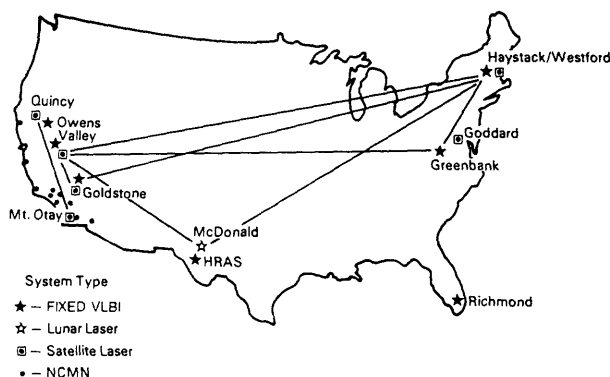 Haystack/Westford
Quincy
Owens
Valley
Goddard
Greenbank
Goldstone
Mt. Otay
McDonald
HRAS
Richmond
System Type
★ – FIXED VLBI
☆ – Lunar Laser
▣ – Satellite Laser
• – NCMN